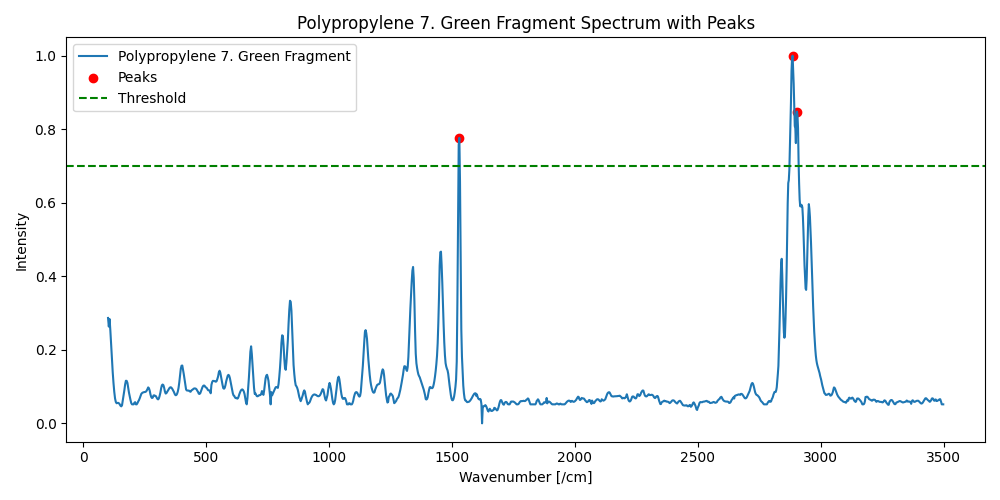 Polypropylene 7. Green Fragment Spectrum with Peaks
Polypropylene 7. Green Fragment
Peaks
Threshold
Intensity
1.0
0.8
0.6
0.4
0.2
0.0
0 500 1000 1500 2000 2500 3000 3500
Wavenumber [/cm]